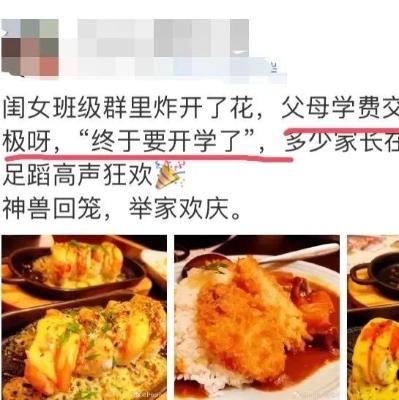 闺女班级群里炸开了花，父母学费交
极呀，“终于要开学了”，多少家长在
足蹈高声狂欢🎉
神兽回笼，举家欢庆。